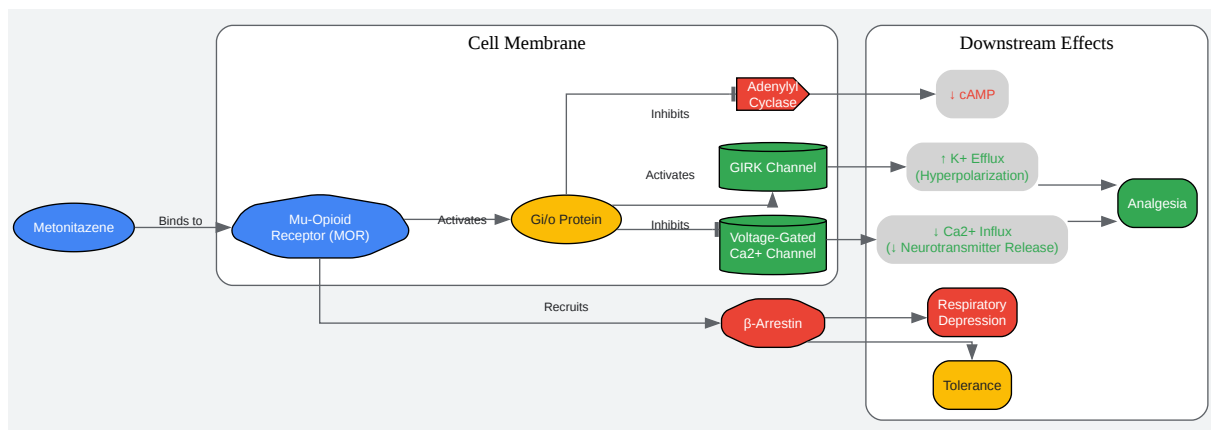 Cell Membrane
Downstream Effects
Adenylyl
Cyclase
↓ cAMP
Inhibits
GIRK Channel
↑ K+ Efflux
(Hyperpolarization)
Activates
Analgesia
Metonitazene
Binds to
Mu-Opioid
Receptor (MOR)
Activates
Gi/o Protein
Inhibits
Voltage-Gated
Ca2+ Channel
↓ Ca2+ Influx
(↓ Neurotransmitter Release)
Recruits
β-Arrestin
Respiratory
Depression
Tolerance